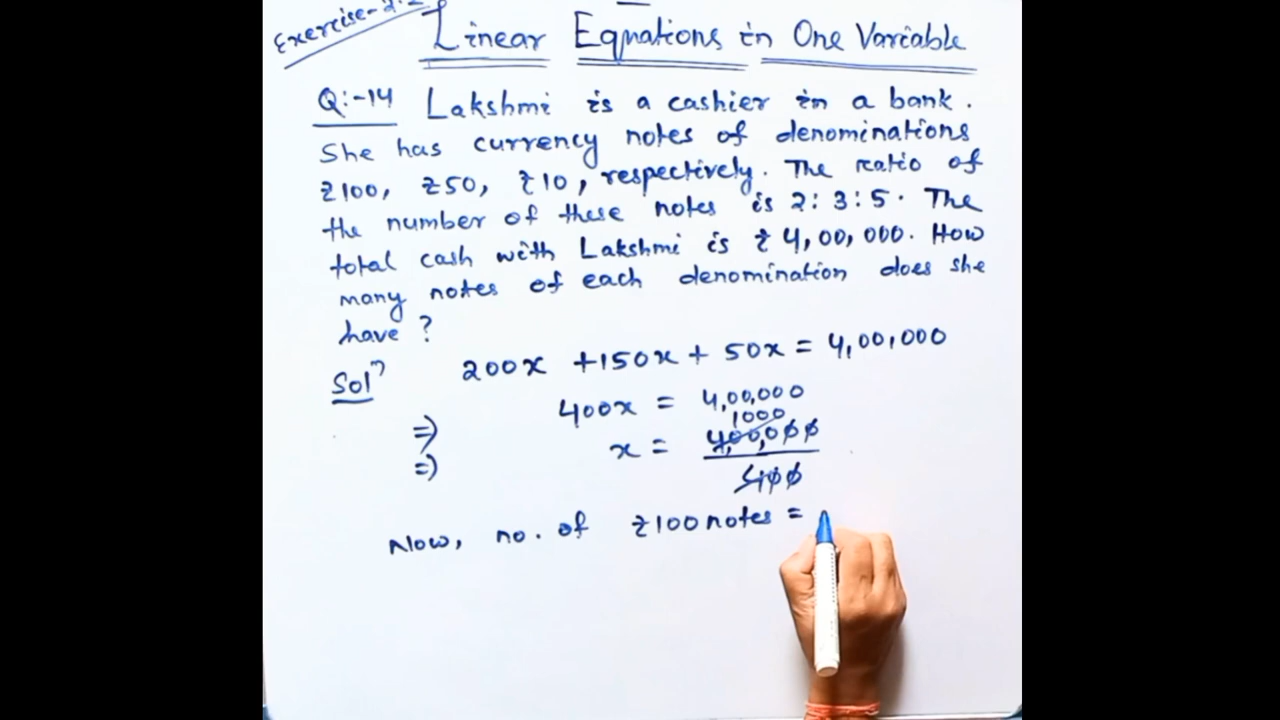 Exercise-2.2
Linear Equations in One Variable
Q:-14 Lakshmi is a cashier in a bank.
She has currency notes of denominations
₹100, ₹50, ₹10, respectively. The ratio of
the number of these notes is 2:3:5. The
total cash with Lakshmi is ₹4,00,000. How
many notes of each denomination does she
have?
Solⁿ 200x + 150x + 50x = 4,00,000
⇒ 400x = 4,00,000
1000
⇒ x = 4,00,000
400
Now, no. of ₹100 notes =